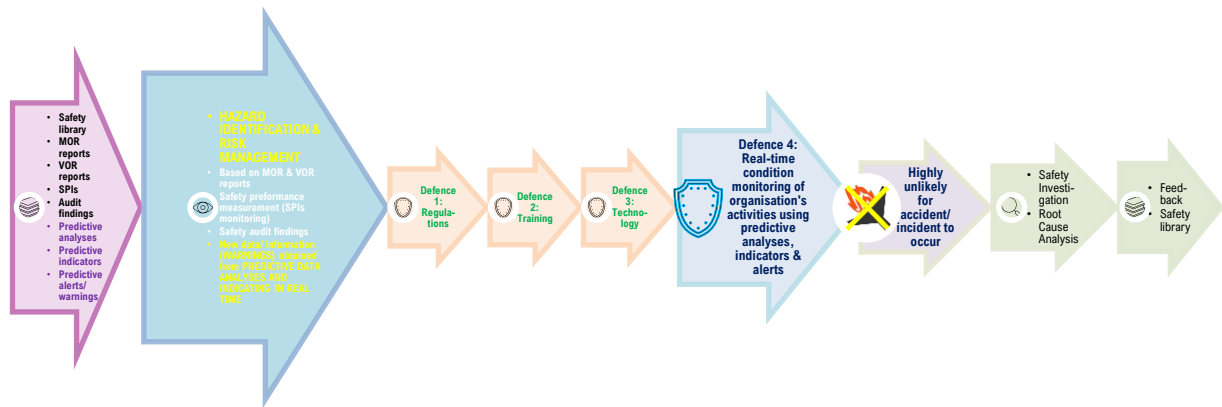 • Safety
library
• MOR
reports
• VOR
reports
• SPIs
• Audit
findings
• Predictive
analyses
• Predictive
indicators
• Predictive
alerts/
warnings
• HAZARD
IDENTIFICATION &
RISK
MANAGEMENT
• Based on MOR & VOR
reports
• Safety preformance
measurement (SPIs
monitoring)
• Safety audit findings
• New data/ information
(WARNINGS) obtained
from PREDICTIVE DATA
ANALYSES AND
INDICATING IN REAL
TIME
Defence
1:
Regula-
tions
Defence
2:
Training
Defence
3:
Techno-
logy
Defence 4:
Real-time
condition
monitoring of
organisation's
activities using
predictive
analyses,
indicators &
alerts
Highly
unlikely
for
accident/
incident to
occur
• Safety
Investi-
gation
• Root
Cause
Analysis
• Feed-
back
• Safety
library